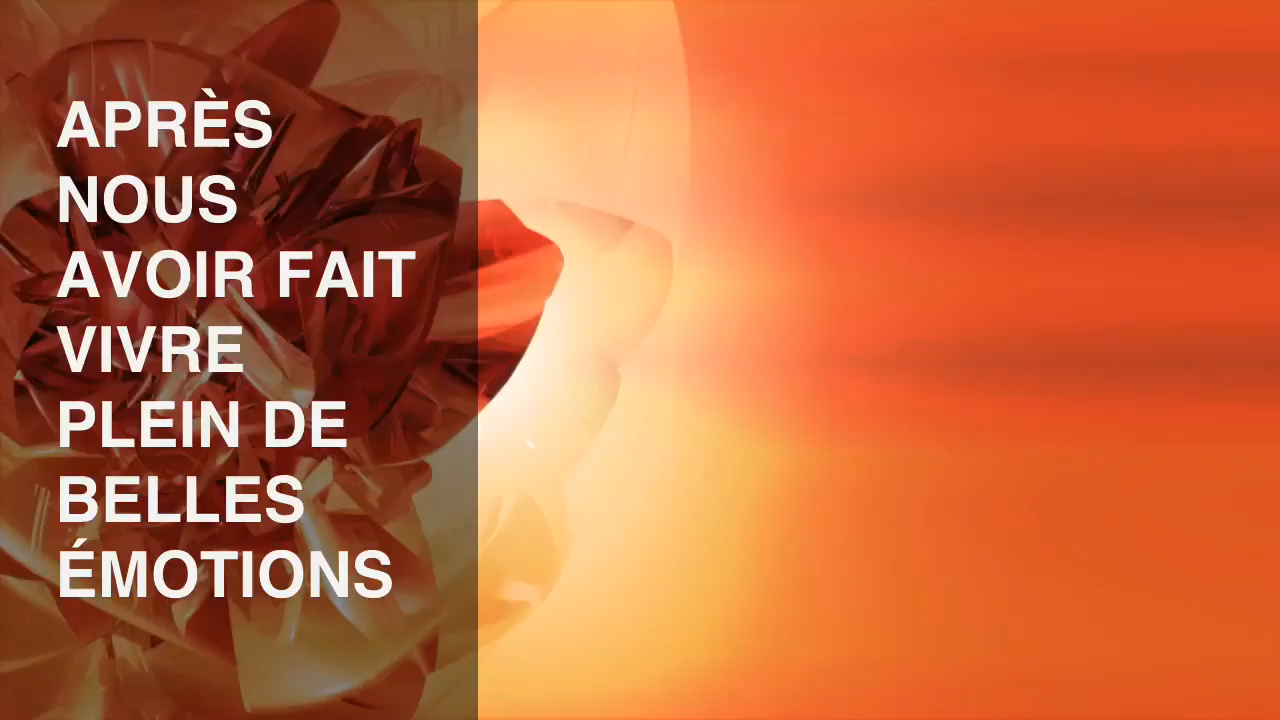 APRÈS
NOUS
AVOIR FAIT
VIVRE
PLEIN DE
BELLES
ÉMOTIONS